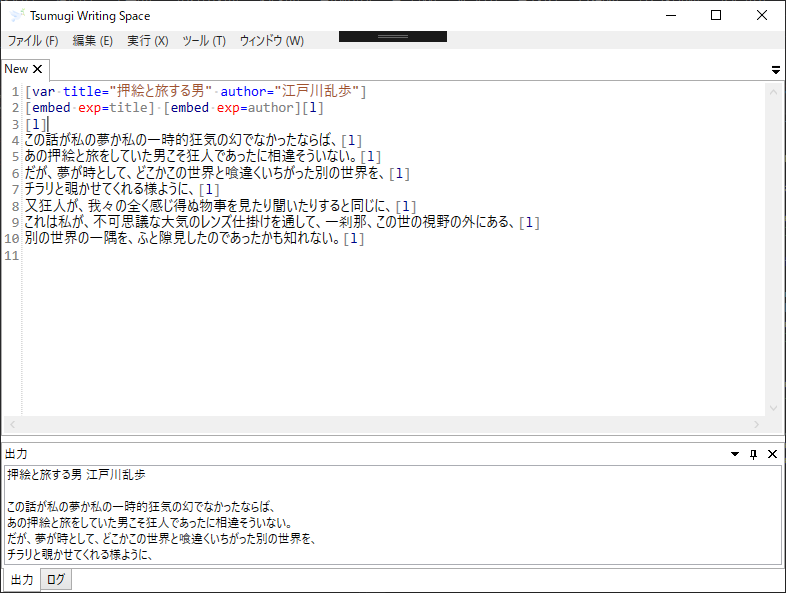 Tsumugi Writing Space
ファイル (F) 編集 (E) 実行 (X) ツール (T) ウィンドウ (W)
New
1 [var title="押絵と旅する男" author="江戸川乱歩"]
2 [embed exp=title] [embed exp=author][l]
3 [l]
4 この話が私の夢か私の一時的狂気の幻でなかったならば、[l]
5 あの押絵と旅をしていた男こそ狂人であったに相違そういない。[l]
6 だが、夢が時として、どこかこの世界と喰違くいちがった別の世界を、[l]
7 チラリと覗かせてくれる様ように、[l]
8 又狂人が、我々の全く感じ得ぬ物事を見たり聞いたりすると同じに、[l]
9 これは私が、不可思議な大気のレンズ仕掛けを通して、一刹那、この世の視野の外にある、[l]
10 別の世界の一隅を、ふと隙見したのであったかも知れない。[l]
11
出力
押絵と旅する男 江戸川乱歩
この話が私の夢か私の一時的狂気の幻でなかったならば、
あの押絵と旅をしていた男こそ狂人であったに相違そういない。
だが、夢が時として、どこかこの世界と喰違くいちがった別の世界を、
チラリと覗かせてくれる様ように、
出力 ログ